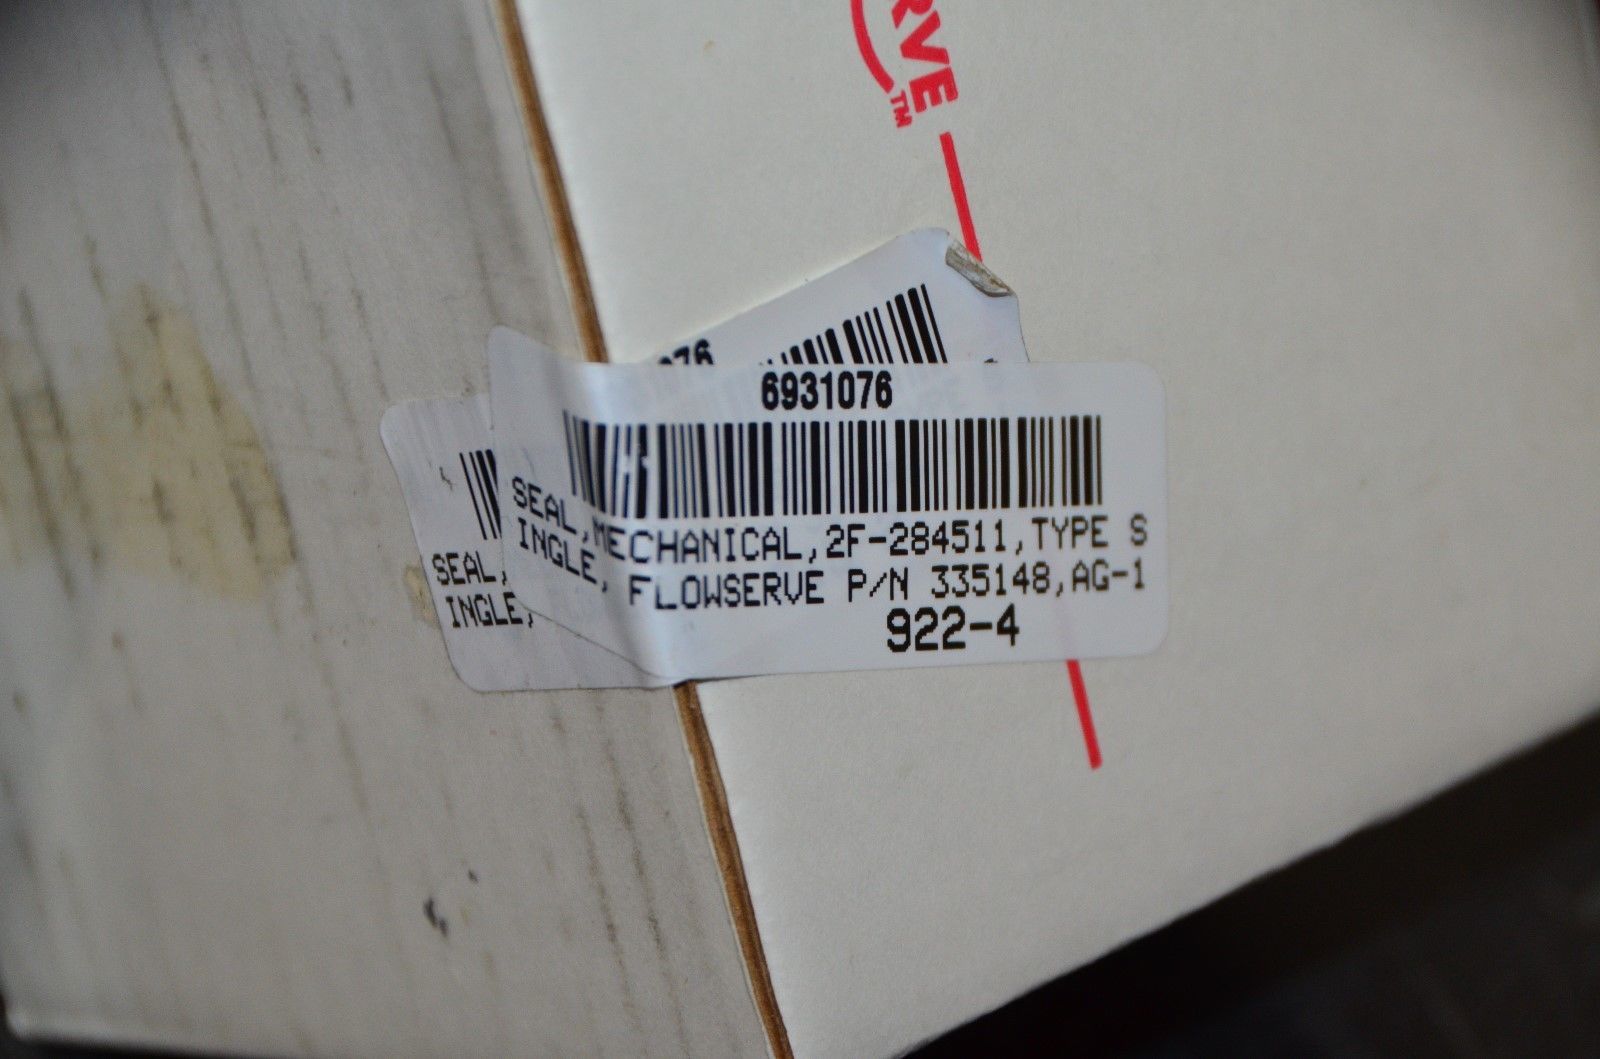 RVE
TM
076
6931076
SEAL,MECHANICAL,2F-284511,TYPE S
INGLE, FLOWSERVE P/N 335148,AG-1
922-4
SEAL,
INGLE,